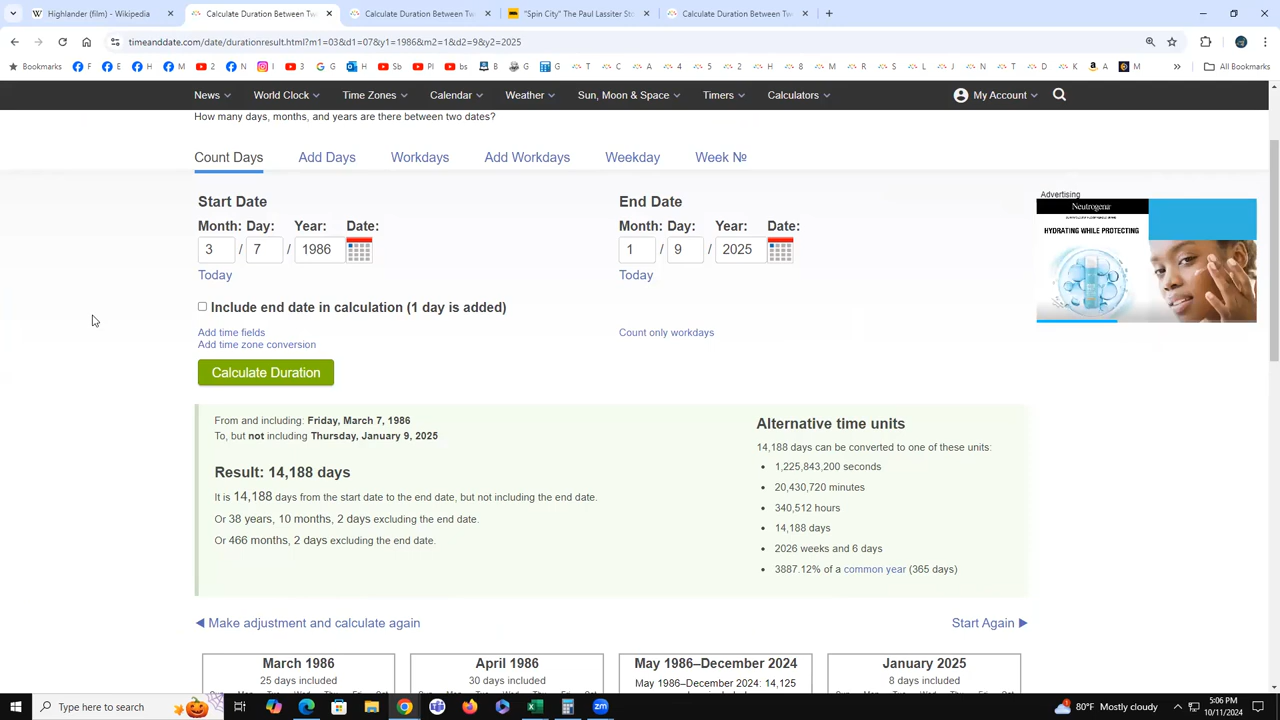 Highlander (film) - Wikipedia
Calculate Duration Between Tw
Calculate Duration Between Tw
"Spin City" The Paul Lassiter Sto
Calculate Duration Between Tw
timeanddate.com/date/durationresult.html?m1=03&d1=07&y1=1986&m2=1&d2=9&y2=2025
Bookmarks F E H M 2 N I 3 G H Sb Pl bs B G G T C A 4 5 2 H 8 M R S L J N T D K A M » All Bookmarks
News World Clock Time Zones Calendar Weather Sun, Moon & Space Timers Calculators My Account
How many days, months, and years are there between two dates?
Count Days Add Days Workdays Add Workdays Weekday Week №
Start Date
Month: Day: Year: Date:
3 / 7 / 1986
Today
End Date
Month: Day: Year: Date:
1 / 9 / 2025
Today
Include end date in calculation (1 day is added)
Add time fields
Add time zone conversion
Count only workdays
Calculate Duration
Advertising
Neutrogena
HYDRATING WHILE PROTECTING
From and including: Friday, March 7, 1986
To, but not including Thursday, January 9, 2025
Result: 14,188 days
It is 14,188 days from the start date to the end date, but not including the end date.
Or 38 years, 10 months, 2 days excluding the end date.
Or 466 months, 2 days excluding the end date.
Alternative time units
14,188 days can be converted to one of these units:
• 1,225,843,200 seconds
• 20,430,720 minutes
• 340,512 hours
• 14,188 days
• 2026 weeks and 6 days
• 3887.12% of a common year (365 days)
◀ Make adjustment and calculate again
Start Again ▶
March 1986
25 days included
April 1986
30 days included
May 1986–December 2024
May 1986–December 2024: 14,125
January 2025
8 days included
Type here to search
80°F Mostly cloudy
5:06 PM
10/11/2024